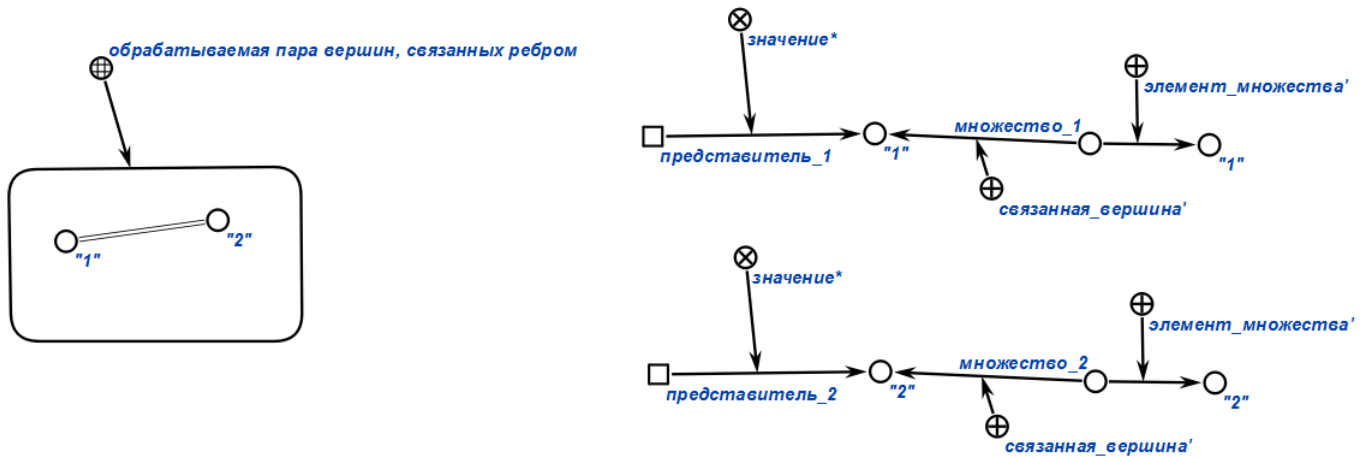 обрабатываемая пара вершин, связанных ребром
"1"
"2"
значение*
представитель_1
"1"
множество_1
связанная_вершина'
элемент_множества'
"1"
значение*
представитель_2
"2"
множество_2
связанная_вершина'
элемент_множества'
"2"